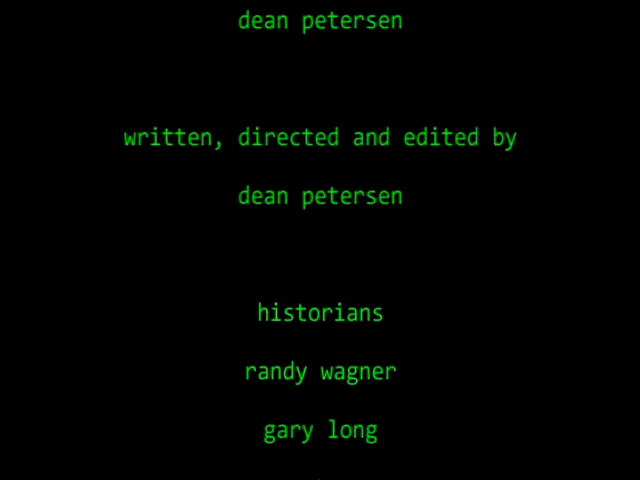 dean petersen
written, directed and edited by
dean petersen
historians
randy wagner
gary long